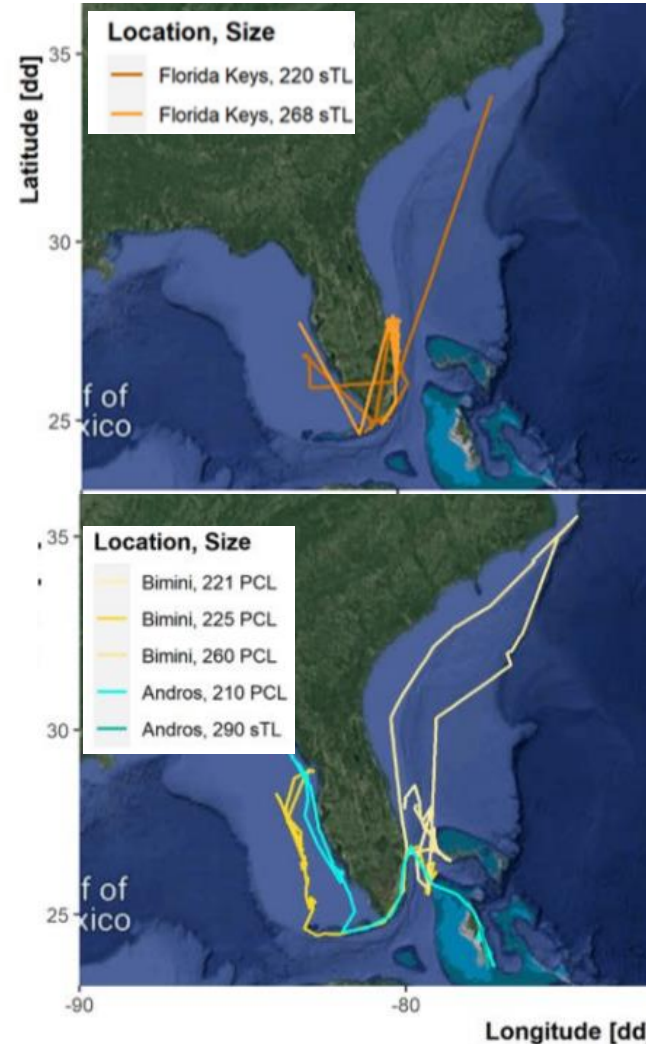 Location, Size
Florida Keys, 220 sTL
Florida Keys, 268 sTL
Latitude [dd]
35
30
25
f of
xico
Location, Size
Bimini, 221 PCL
Bimini, 225 PCL
Bimini, 260 PCL
Andros, 210 PCL
Andros, 290 sTL
35
30
25
f of
xico
-90
-80
Longitude [dd